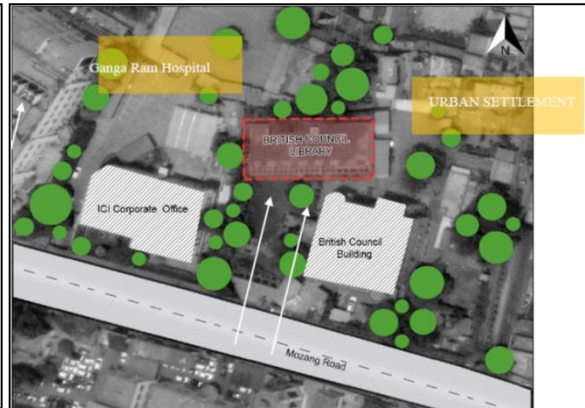 N
Ganga Ram Hospital
URBAN SETTLEMENT
BRITISH COUNCIL
LIBRARY
ICI Corporate Office
British Council
Building
Mozang Road